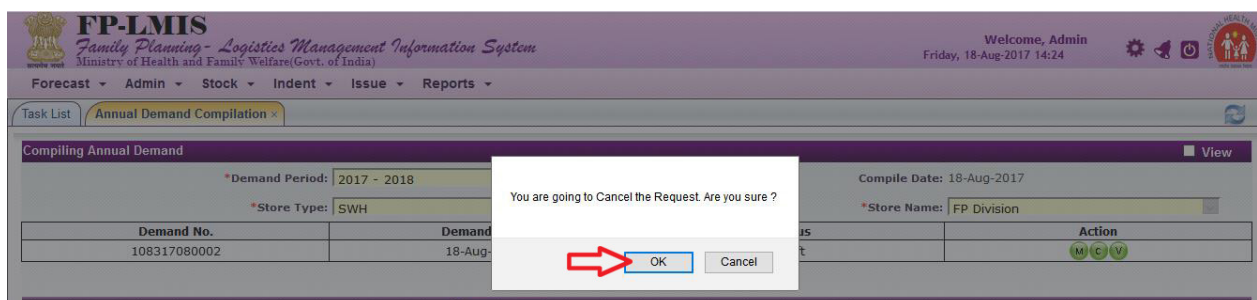 FP-LMIS
Family Planning- Logistics Management Information System
Ministry of Health and Family Welfare(Govt. of India)
Welcome, Admin
Friday, 18-Aug-2017 14:24
Forecast Admin Stock Indent Issue Reports
Task List Annual Demand Compilation ×
Compiling Annual Demand View
*Demand Period: 2017 - 2018 Compile Date: 18-Aug-2017
*Store Type: SWH *Store Name: FP Division
You are going to Cancel the Request. Are you sure ?
OK Cancel
Demand No. Demand Action
108317080002 18-Aug- M C V